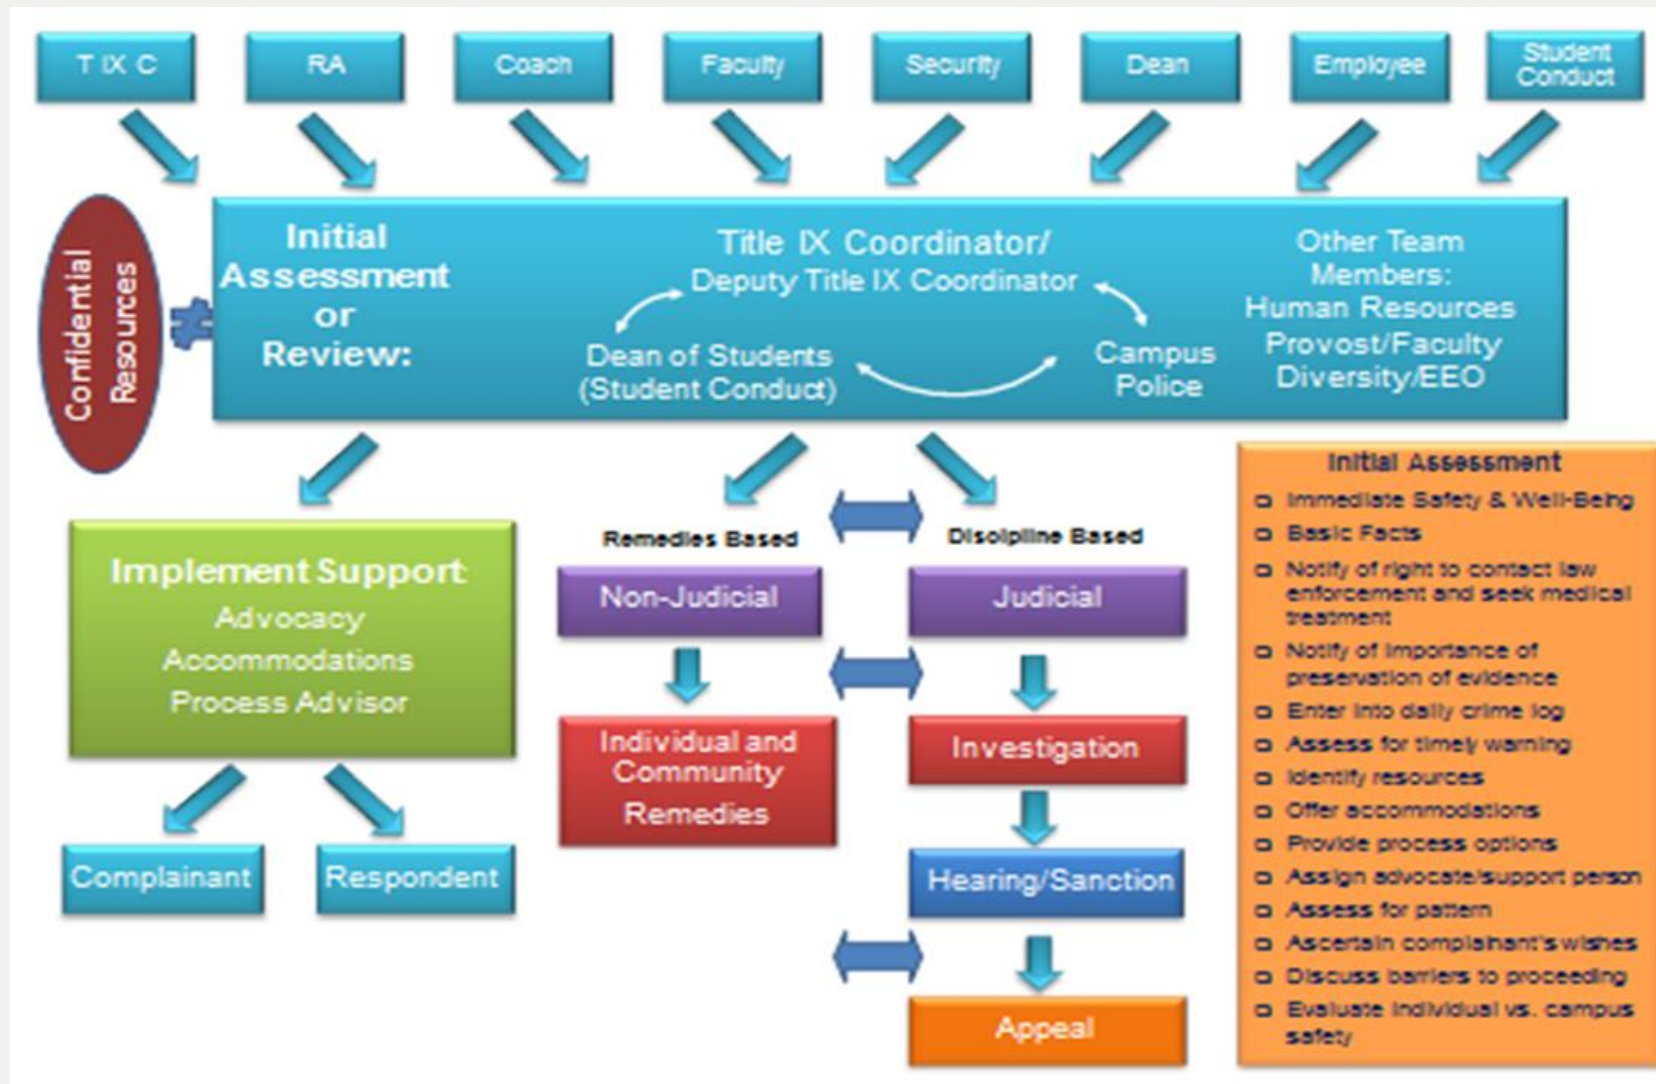 T IX C
RA
Coach
Faculty
Security
Dean
Employee
Student
Conduct
Confidential
Resources
≠
Initial
Assessment
or
Review:
Title IX Coordinator/
Deputy Title IX Coordinator
Dean of Students
(Student Conduct)
Campus
Police
Other Team
Members:
Human Resources
Provost/Faculty
Diversity/EEO
Implement Support:
Advocacy
Accommodations
Process Advisor
Complainant
Respondent
Remedies Based
Non-Judicial
Individual and
Community
Remedies
Discipline Based
Judicial
Investigation
Hearing/Sanction
Appeal
Initial Assessment
Immediate Safety & Well-Being
Basic Facts
Notify of right to contact law
enforcement and seek medical
treatment
Notify of importance of
preservation of evidence
Enter into daily crime log
Assess for timely warning
Identify resources
Offer accommodations
Provide process options
Assign advocate/support person
Assess for pattern
Ascertain complainant's wishes
Discuss barriers to proceeding
Evaluate individual vs. campus
safety